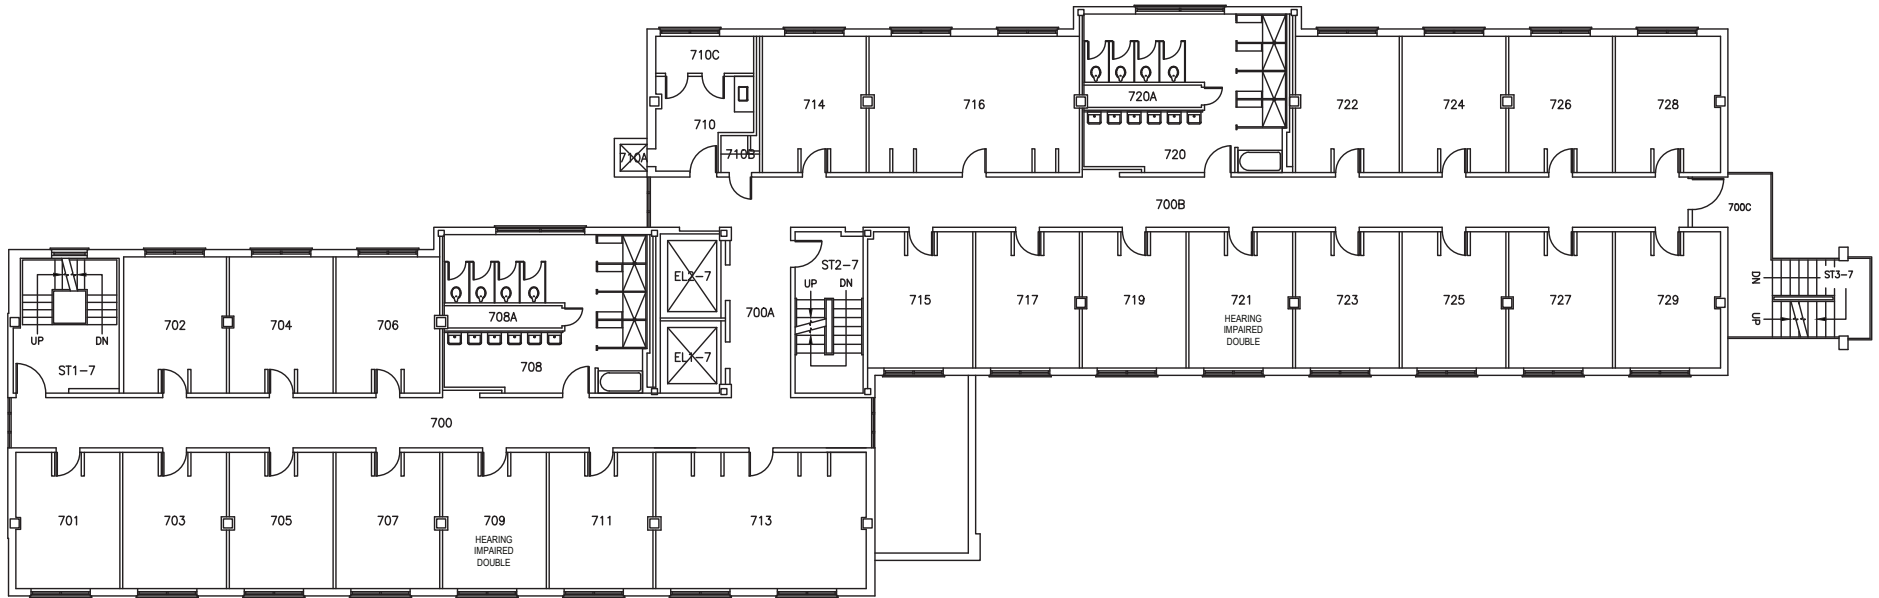 710C
714
716
720A
722
724
726
728
710
710A
710B
720
700B
700C
EL2-7
ST2-7
UP
DN
715
717
719
721
HEARING
IMPAIRED
DOUBLE
723
725
727
729
DN
UP
ST3-7
702
704
706
708A
700A
UP
DN
ST1-7
708
EL1-7
700
701
703
705
707
709
HEARING
IMPAIRED
DOUBLE
711
713